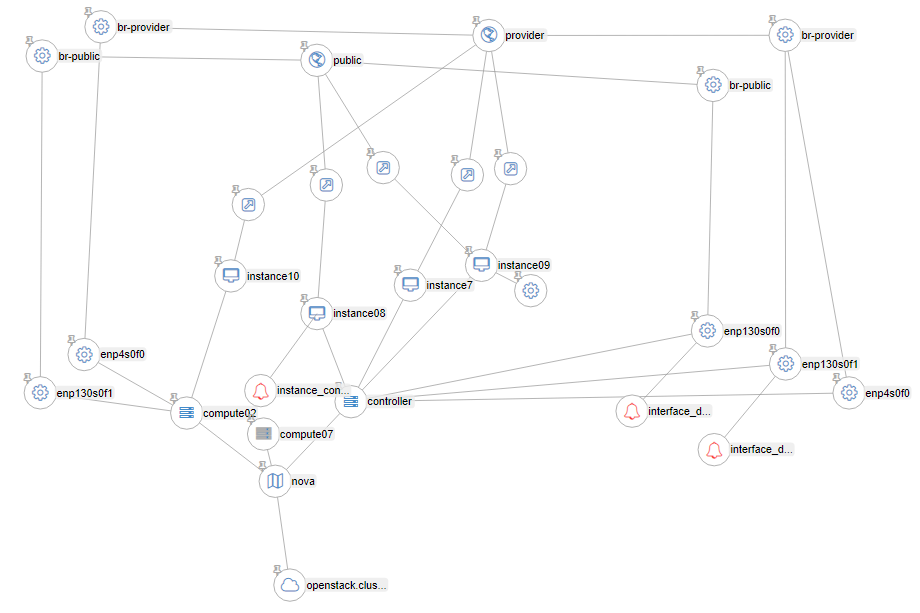 br-provider
provider
br-provider
br-public
public
br-public
instance10
instance09
instance7
instance08
enp130s0f0
enp4s0f0
enp130s0f1
enp130s0f1
instance_con...
controller
enp4s0f0
compute02
interface_d...
compute07
interface_d...
nova
openstack.clus...